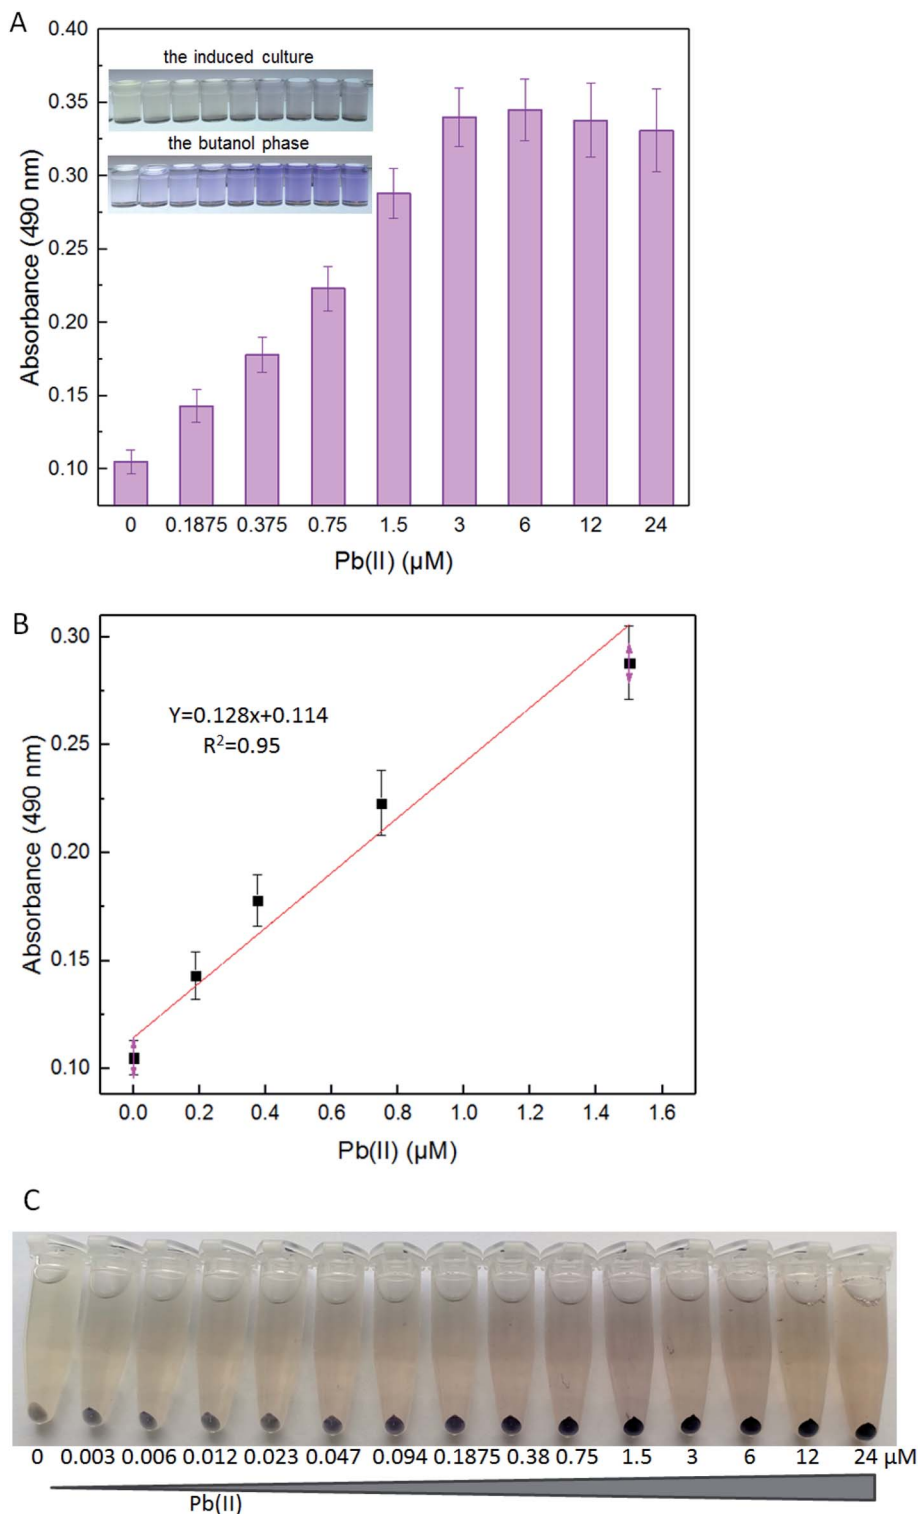 A
0.40
0.35
0.30
0.25
0.20
0.15
0.10
Absorbance (490 nm)
the induced culture
the butanol phase
0 0.1875 0.375 0.75 1.5 3 6 12 24
Pb(II) (µM)
B
0.30
0.25
0.20
0.15
0.10
Absorbance (490 nm)
Y=0.128x+0.114
R²=0.95
0.0 0.2 0.4 0.6 0.8 1.0 1.2 1.4 1.6
Pb(II) (µM)
C
0 0.003 0.006 0.012 0.023 0.047 0.094 0.1875 0.38 0.75 1.5 3 6 12 24 µM
Pb(II)